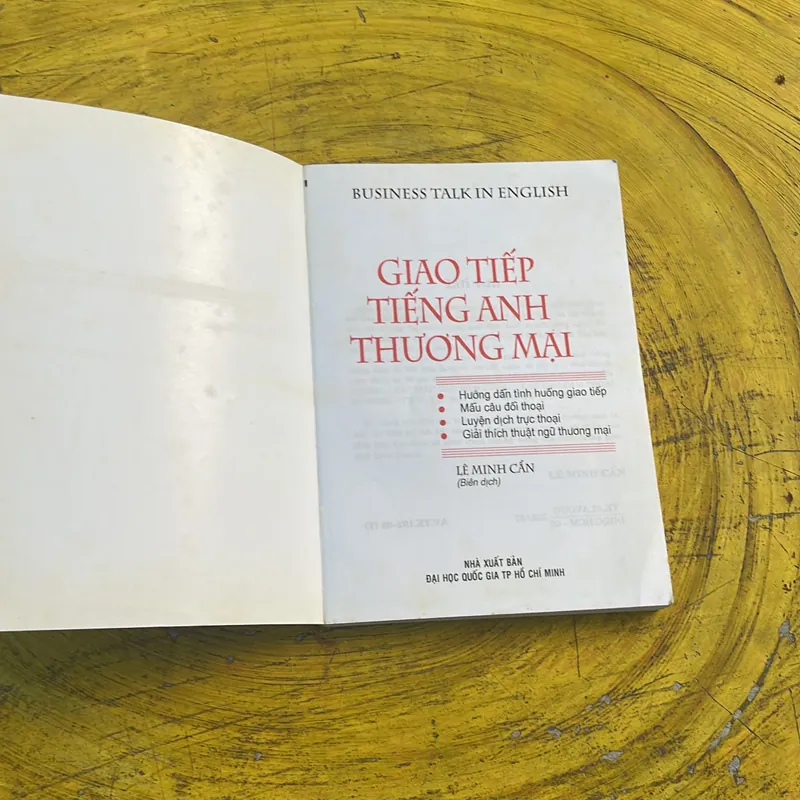 BUSINESS TALK IN ENGLISH
GIAO TIẾP
TIẾNG ANH
THƯƠNG MẠI
Hướng dẫn tình huống giao tiếp
Mẫu câu đối thoại
Luyện dịch trực thoại
Giải thích thuật ngữ thương mại
LÊ MINH CẨN
(Biên dịch)
NHÀ XUẤT BẢN
ĐẠI HỌC QUỐC GIA TP HỒ CHÍ MINH